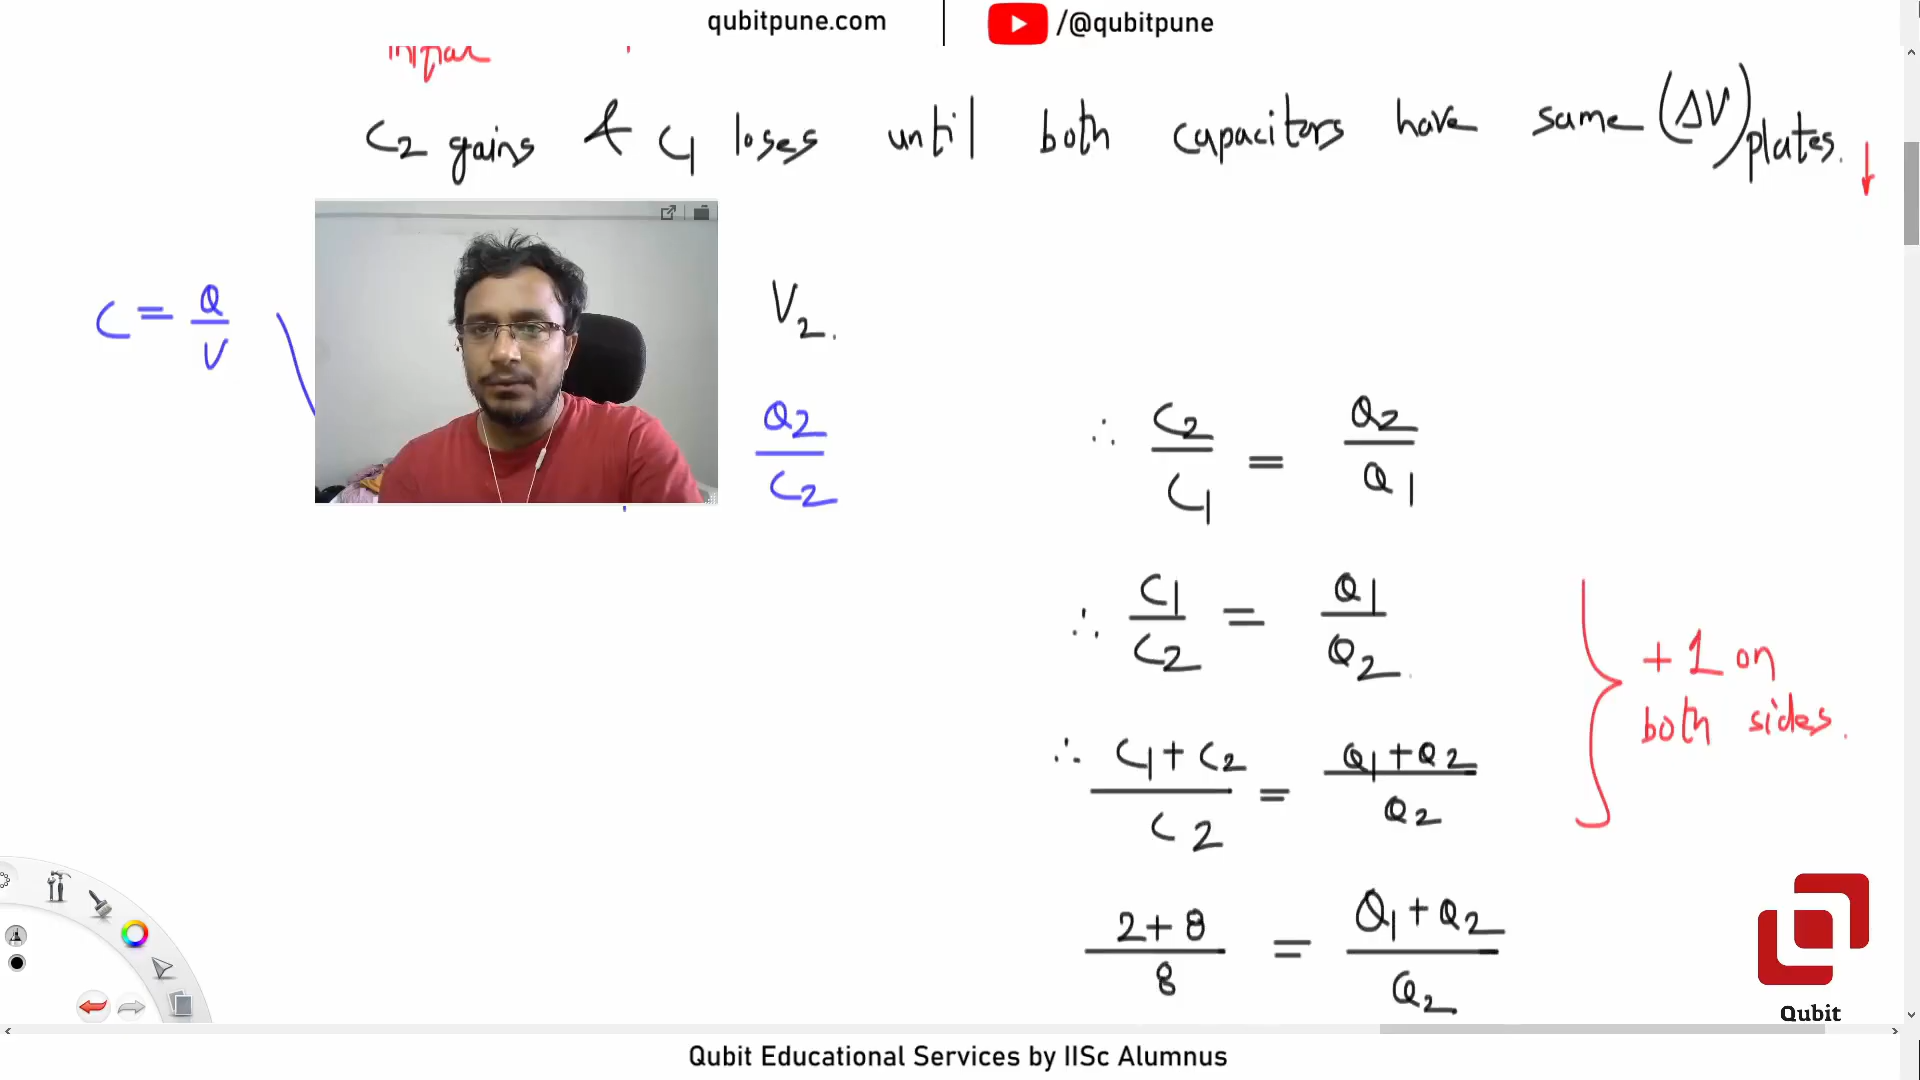 qubitpune.com | /@qubitpune
initial
C2 gains & C1 loses until both capacitors have same (ΔV)plates.
C = Q/V
V2.
Q2/C2
∴ C2/C1 = Q2/Q1
∴ C1/C2 = Q1/Q2.
+1 on
both sides.
∴ C1+C2/C2 = Q1+Q2/Q2
2+8/8 = Q1+Q2/Q2
Qubit
Qubit Educational Services by IISc Alumnus